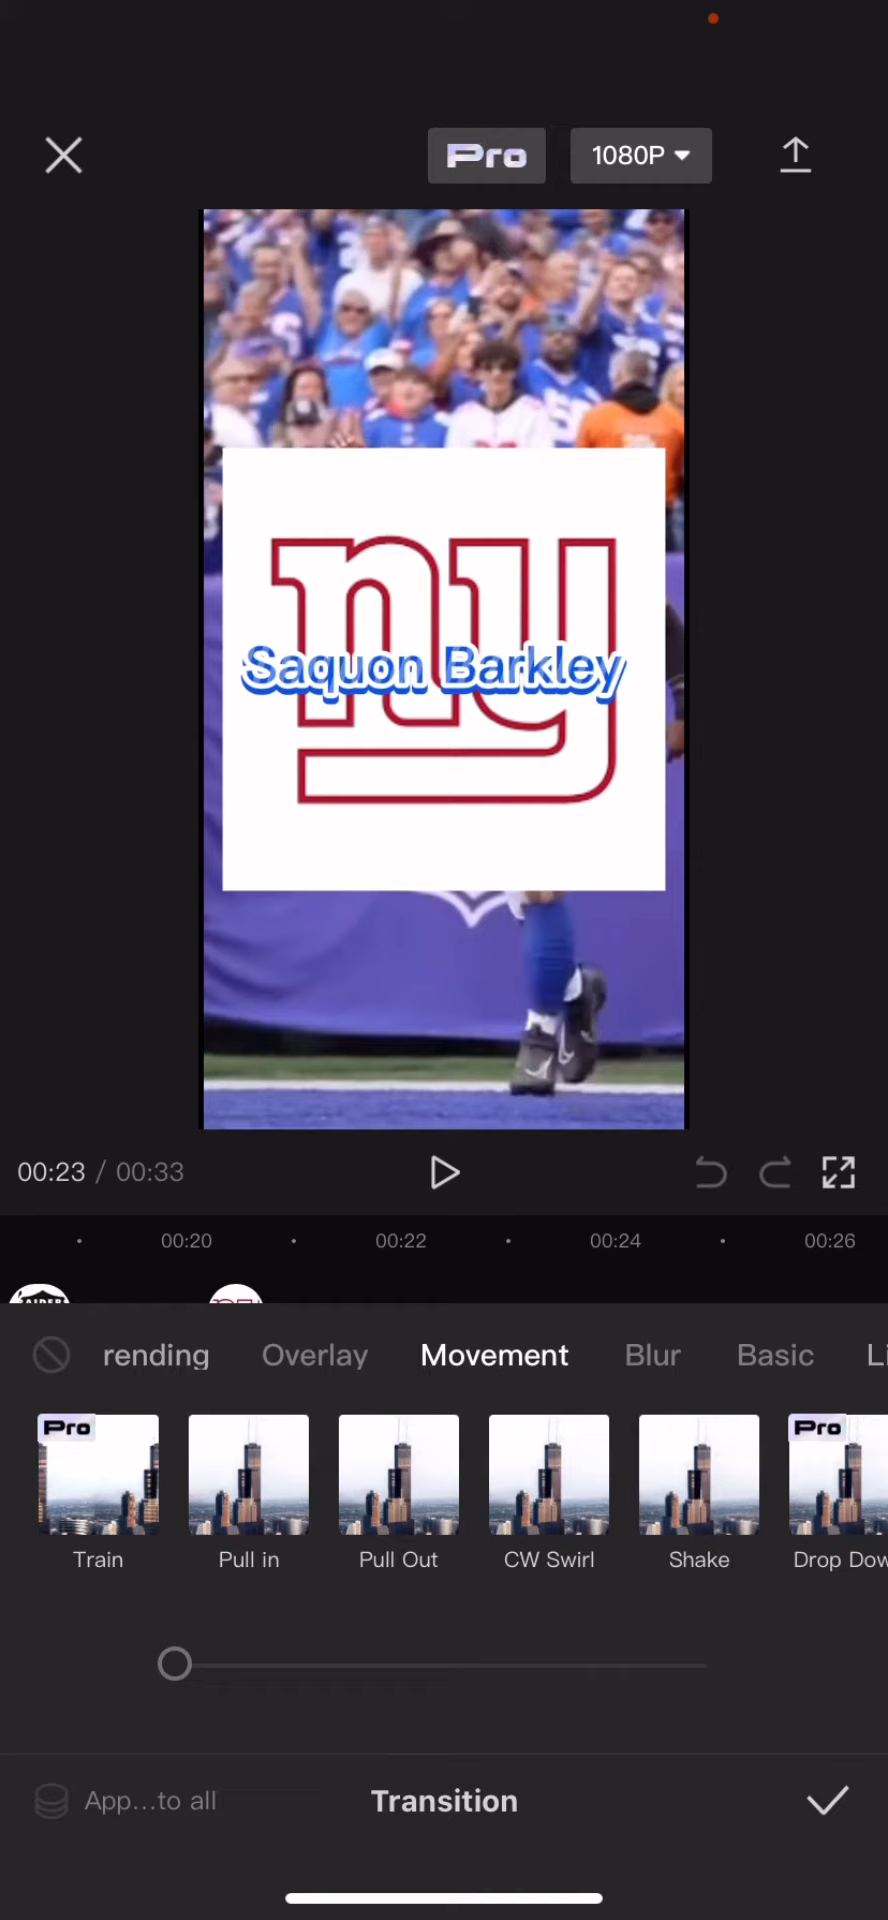 Pro 1080P
ny
Saquon Barkley
00:23 / 00:33
00:20 00:22 00:24 00:26
rending Overlay Movement Blur Basic Li
Pro Pro
Train Pull in Pull Out CW Swirl Shake Drop Dow
App...to all Transition